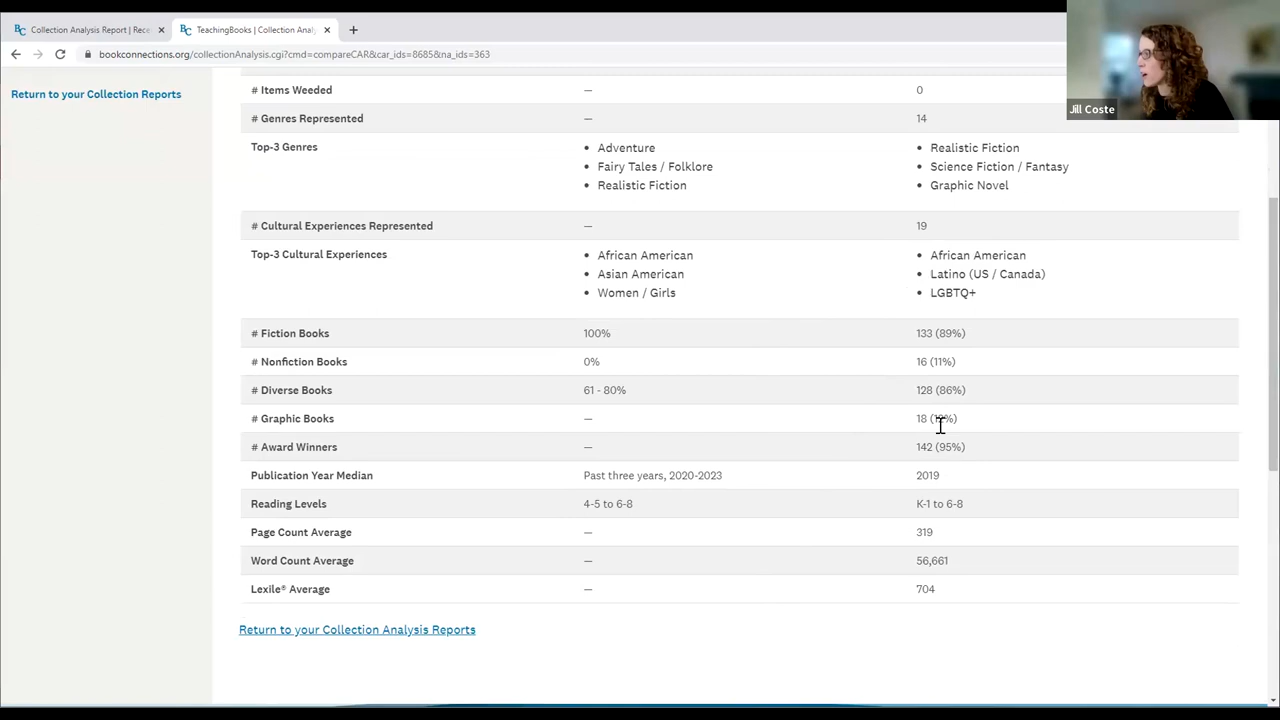 Collection Analysis Report | Rece
TeachingBooks | Collection Anal
bookconnections.org/collectionAnalysis.cgi?cmd=compareCAR&car_ids=8685&na_ids=363
Jill Coste
Return to your Collection Reports
# Items Weeded — 0
# Genres Represented — 14
Top-3 Genres • Adventure • Realistic Fiction
• Fairy Tales / Folklore • Science Fiction / Fantasy
• Realistic Fiction • Graphic Novel
# Cultural Experiences Represented — 19
Top-3 Cultural Experiences • African American • African American
• Asian American • Latino (US / Canada)
• Women / Girls • LGBTQ+
# Fiction Books 100% 133 (89%)
# Nonfiction Books 0% 16 (11%)
# Diverse Books 61 - 80% 128 (86%)
# Graphic Books — 18
# Award Winners — 142 (95%)
Publication Year Median Past three years, 2020-2023 2019
Reading Levels 4-5 to 6-8 K-1 to 6-8
Page Count Average — 319
Word Count Average — 56,661
Lexile® Average — 704
Return to your Collection Analysis Reports